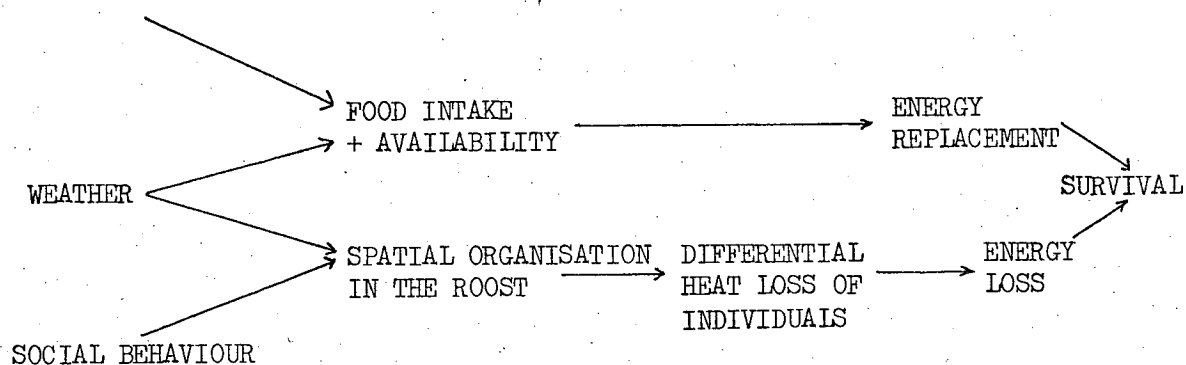 FOOD INTAKE
+ AVAILABILITY
ENERGY
REPLACEMENT
WEATHER
SURVIVAL
SPATIAL ORGANISATION
IN THE ROOST
DIFFERENTIAL
HEAT LOSS OF
INDIVIDUALS
ENERGY
LOSS
SOCIAL BEHAVIOUR